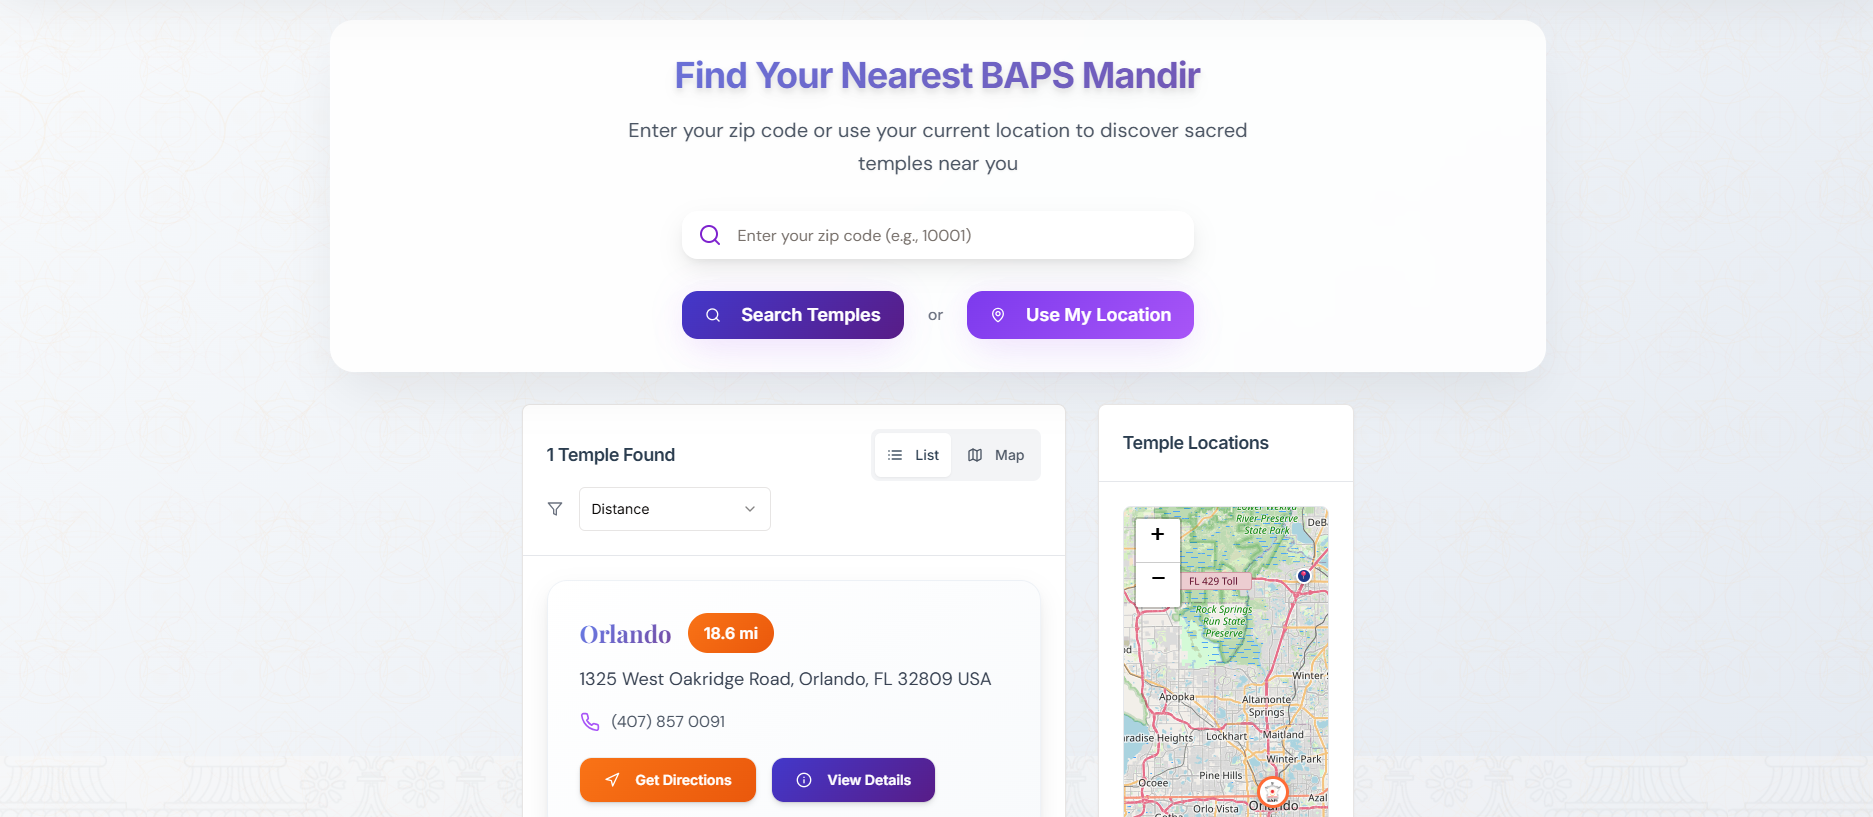 Find Your Nearest BAPS Mandir
Enter your zip code or use your current location to discover sacred
temples near you
Enter your zip code (e.g., 10001)
Search Temples
or
Use My Location
1 Temple Found
List
Map
Distance
Orlando
18.6 mi
1325 West Oakridge Road, Orlando, FL 32809 USA
(407) 857 0091
Get Directions
View Details
Temple Locations
+
−
River Preserve
State Park
DeB
FL 429 Toll
Rock Springs
Run State
Preserve
Winter S
Apopka
Altamonte
Springs
radise Heights
Lockhart
Maitland
Winter Park
Pine Hills
Ocoee
Orlando
Azal
Orlo Vista